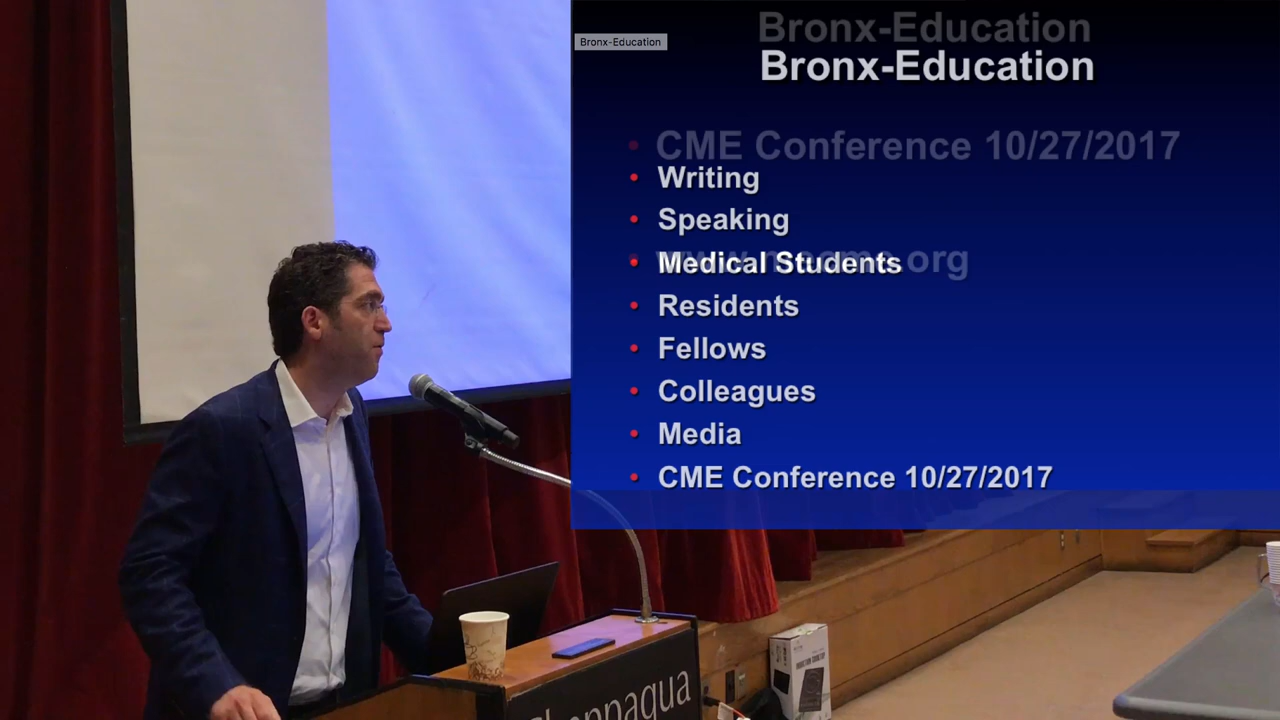 Bronx-Education
Bronx-Education
Bronx-Education
CME Conference 10/27/2017
Writing
Speaking
Medical Students
.org
Residents
Fellows
Colleagues
Media
CME Conference 10/27/2017